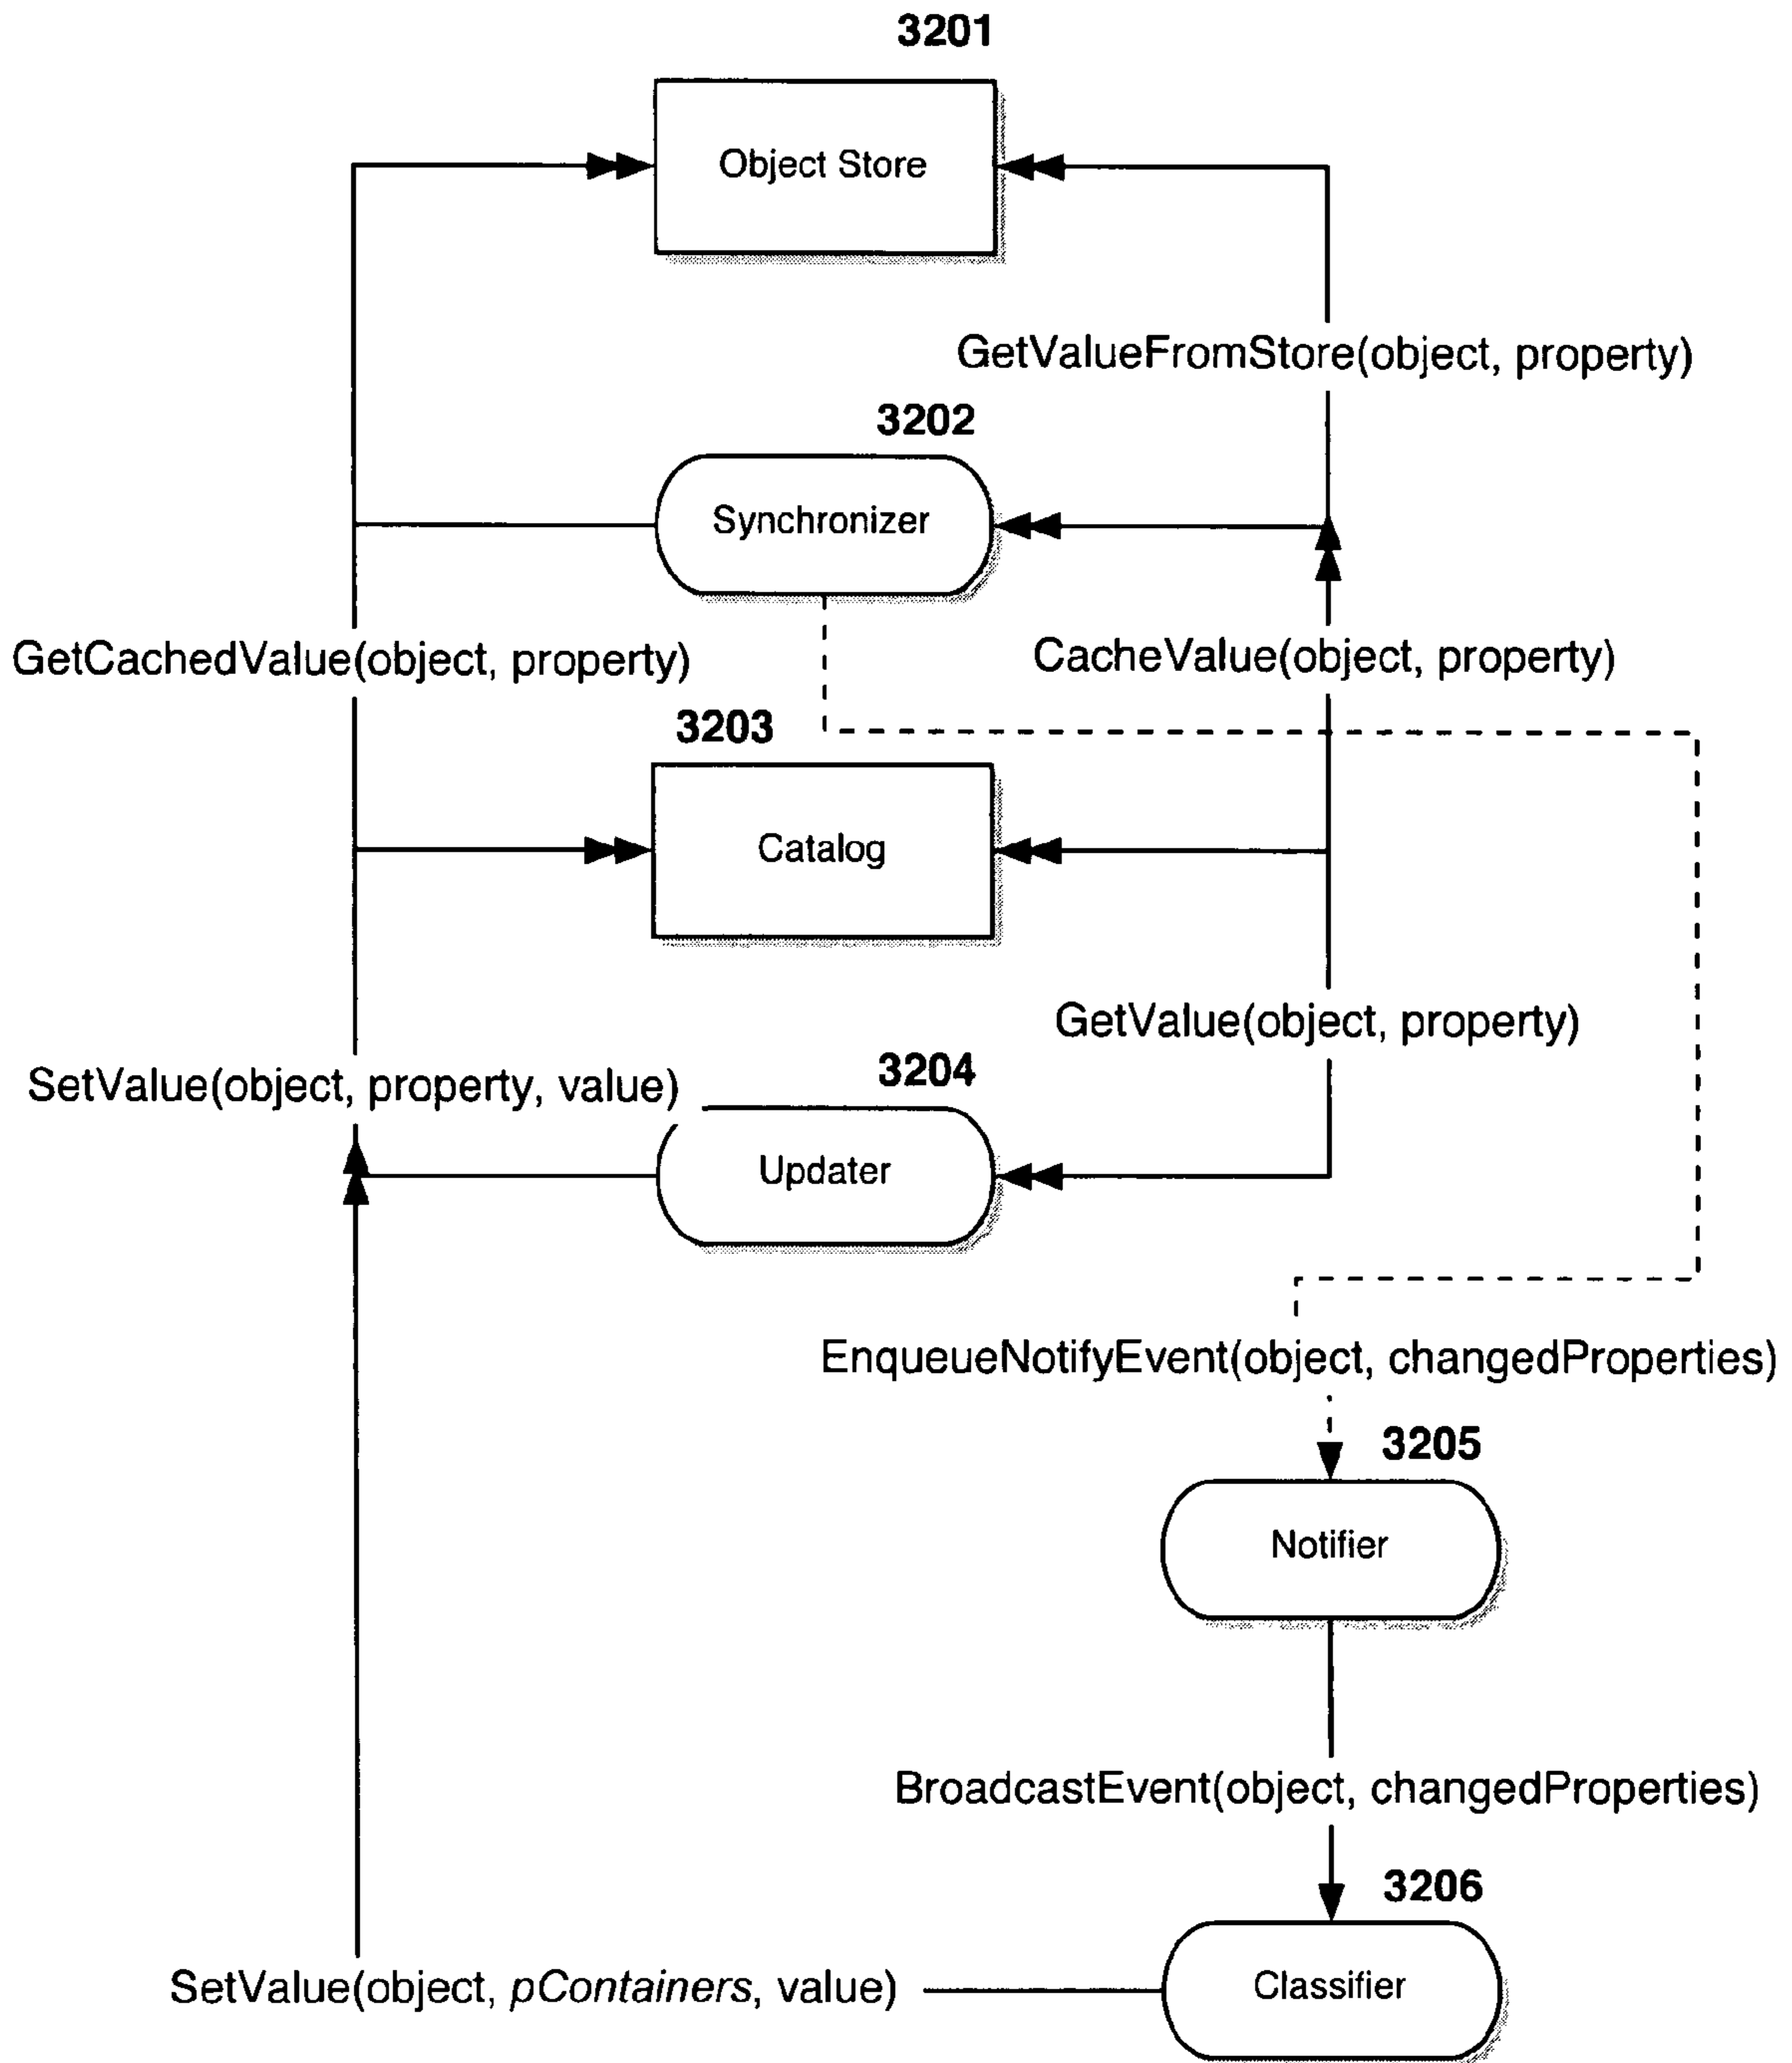 3201
Object Store
GetValueFromStore(object, property)
3202
Synchronizer
GetCachedValue(object, property)
CacheValue(object, property)
3203
Catalog
GetValue(object, property)
SetValue(object, property, value)
3204
Updater
EnqueueNotifyEvent(object, changedProperties)
3205
Notifier
BroadcastEvent(object, changedProperties)
3206
Classifier
SetValue(object, pContainers, value)